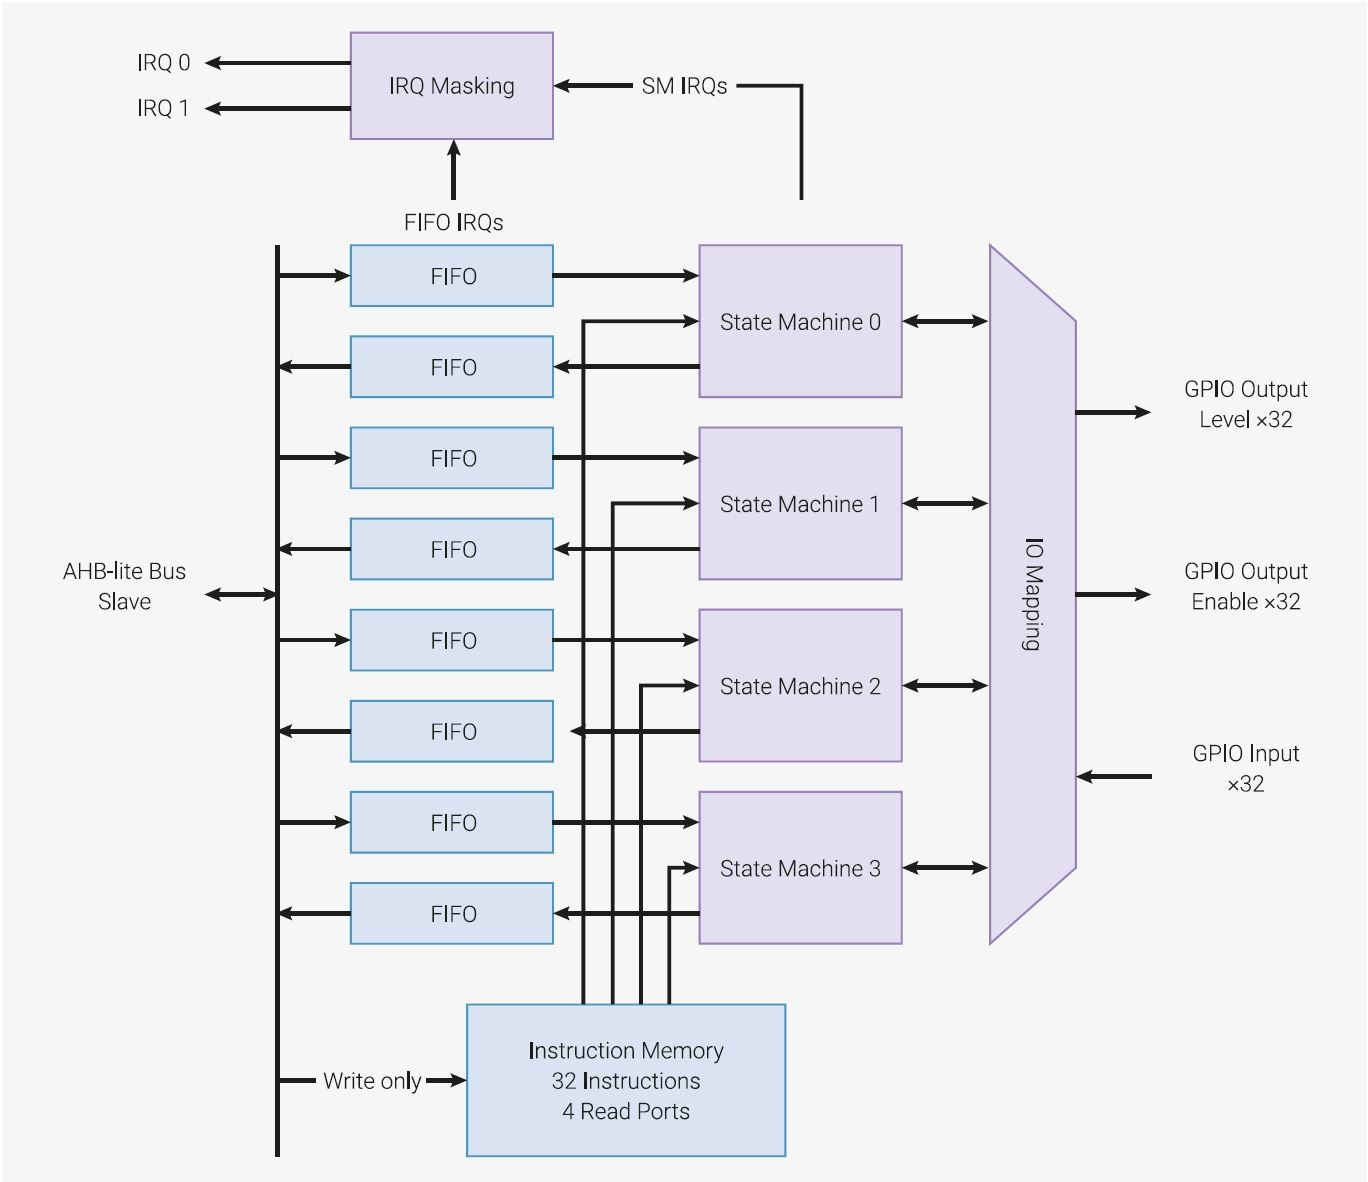 IRQ 0
IRQ 1
IRQ Masking
SM IRQs
FIFO IRQs
FIFO
FIFO
FIFO
FIFO
FIFO
FIFO
FIFO
FIFO
State Machine 0
State Machine 1
State Machine 2
State Machine 3
AHB-lite Bus
Slave
IO Mapping
GPIO Output
Level ×32
GPIO Output
Enable ×32
GPIO Input
×32
Write only
Instruction Memory
32 Instructions
4 Read Ports